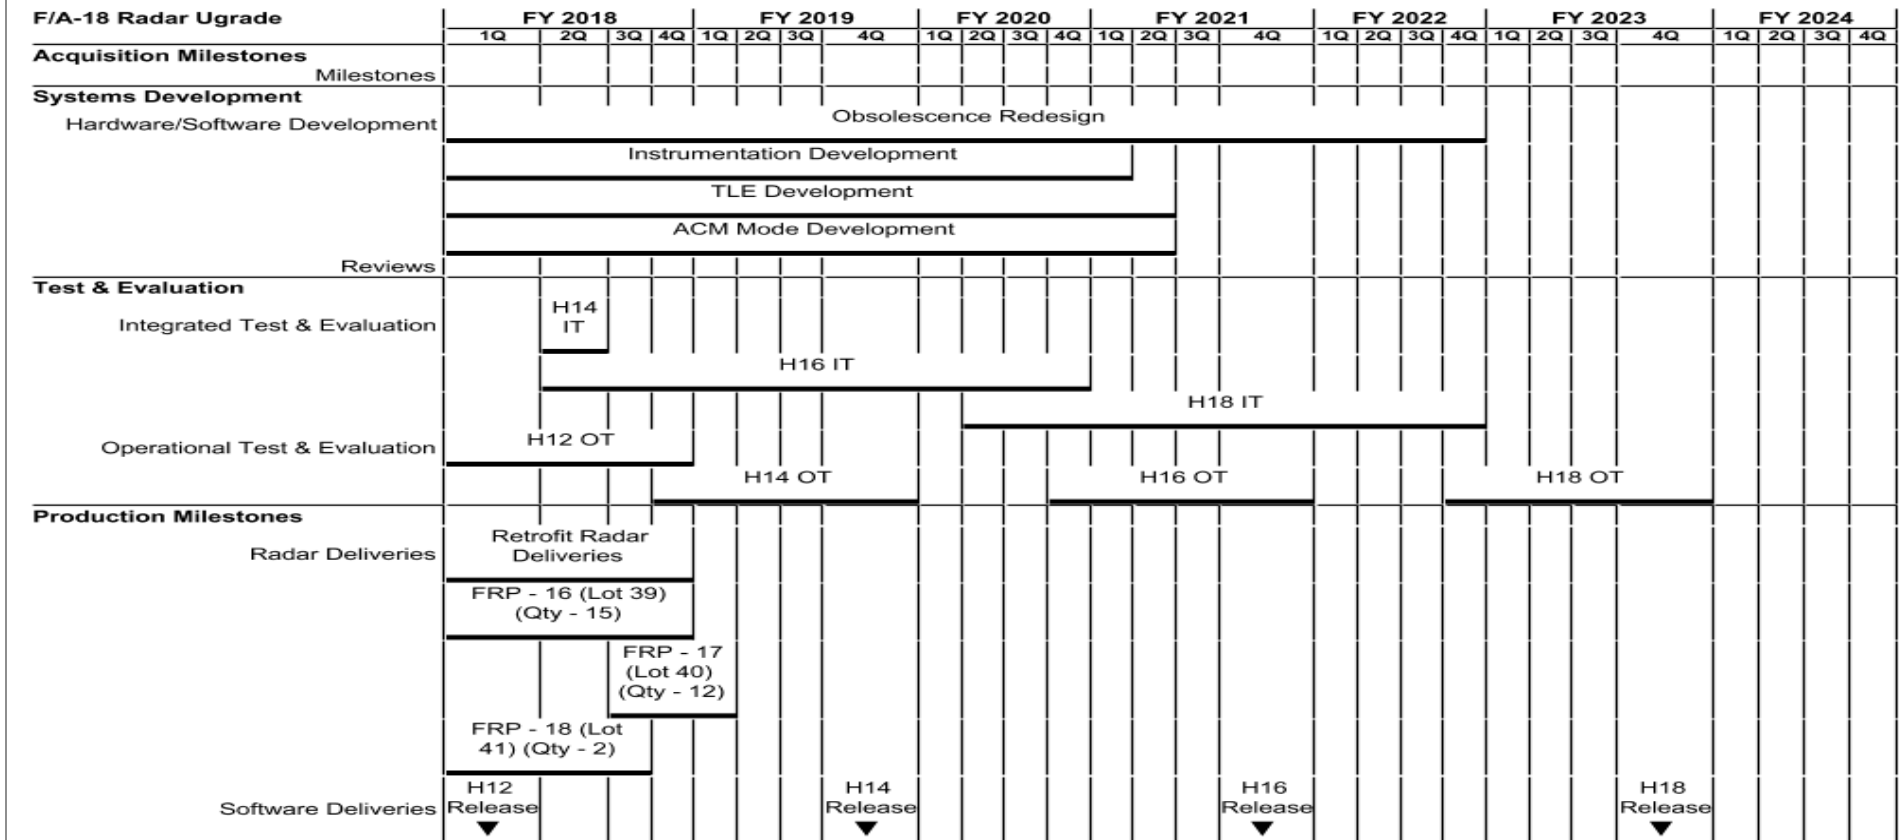 F/A-18 Radar Ugrade FY 2018 FY 2019 FY 2020 FY 2021 FY 2022 FY 2023 FY 2024
1Q 2Q 3Q 4Q 1Q 2Q 3Q 4Q 1Q 2Q 3Q 4Q 1Q 2Q 3Q 4Q 1Q 2Q 3Q 4Q 1Q 2Q 3Q 4Q 1Q 2Q 3Q 4Q
Acquisition Milestones
Milestones
Systems Development
Hardware/Software Development
Obsolescence Redesign
Instrumentation Development
TLE Development
ACM Mode Development
Reviews
Test & Evaluation
Integrated Test & Evaluation
H14
IT
H16 IT
H18 IT
Operational Test & Evaluation
H12 OT
H14 OT H16 OT H18 OT
Production Milestones
Radar Deliveries
Retrofit Radar
Deliveries
FRP - 16 (Lot 39)
(Qty - 15)
FRP - 17
(Lot 40)
(Qty - 12)
FRP - 18 (Lot
41) (Qty - 2)
Software Deliveries
H12
Release
H14
Release
H16
Release
H18
Release